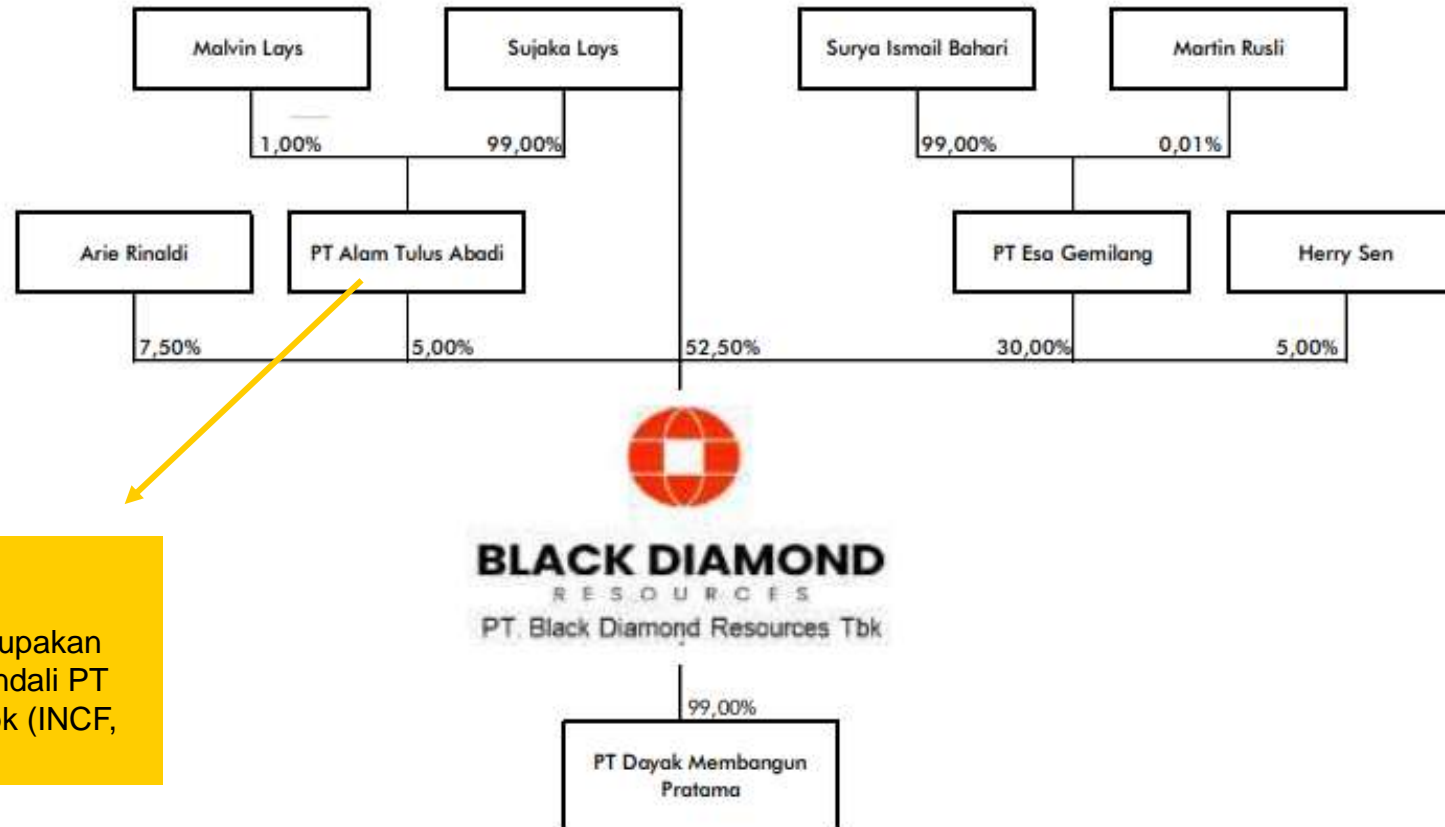 Malvin Lays
Sujaka Lays
Surya Ismail Bahari
Martin Rusli
1,00%
99,00%
99,00%
0,01%
Arie Rinaldi
PT Alam Tulus Abadi
PT Esa Gemilang
Herry Sen
7,50%
5,00%
52,50%
30,00%
5,00%
BLACK DIAMOND
RESOURCES
PT. Black Diamond Resources Tbk
upakan
ndali PT
ok (INCF,
99,00%
PT Dayak Membangun
Pratama